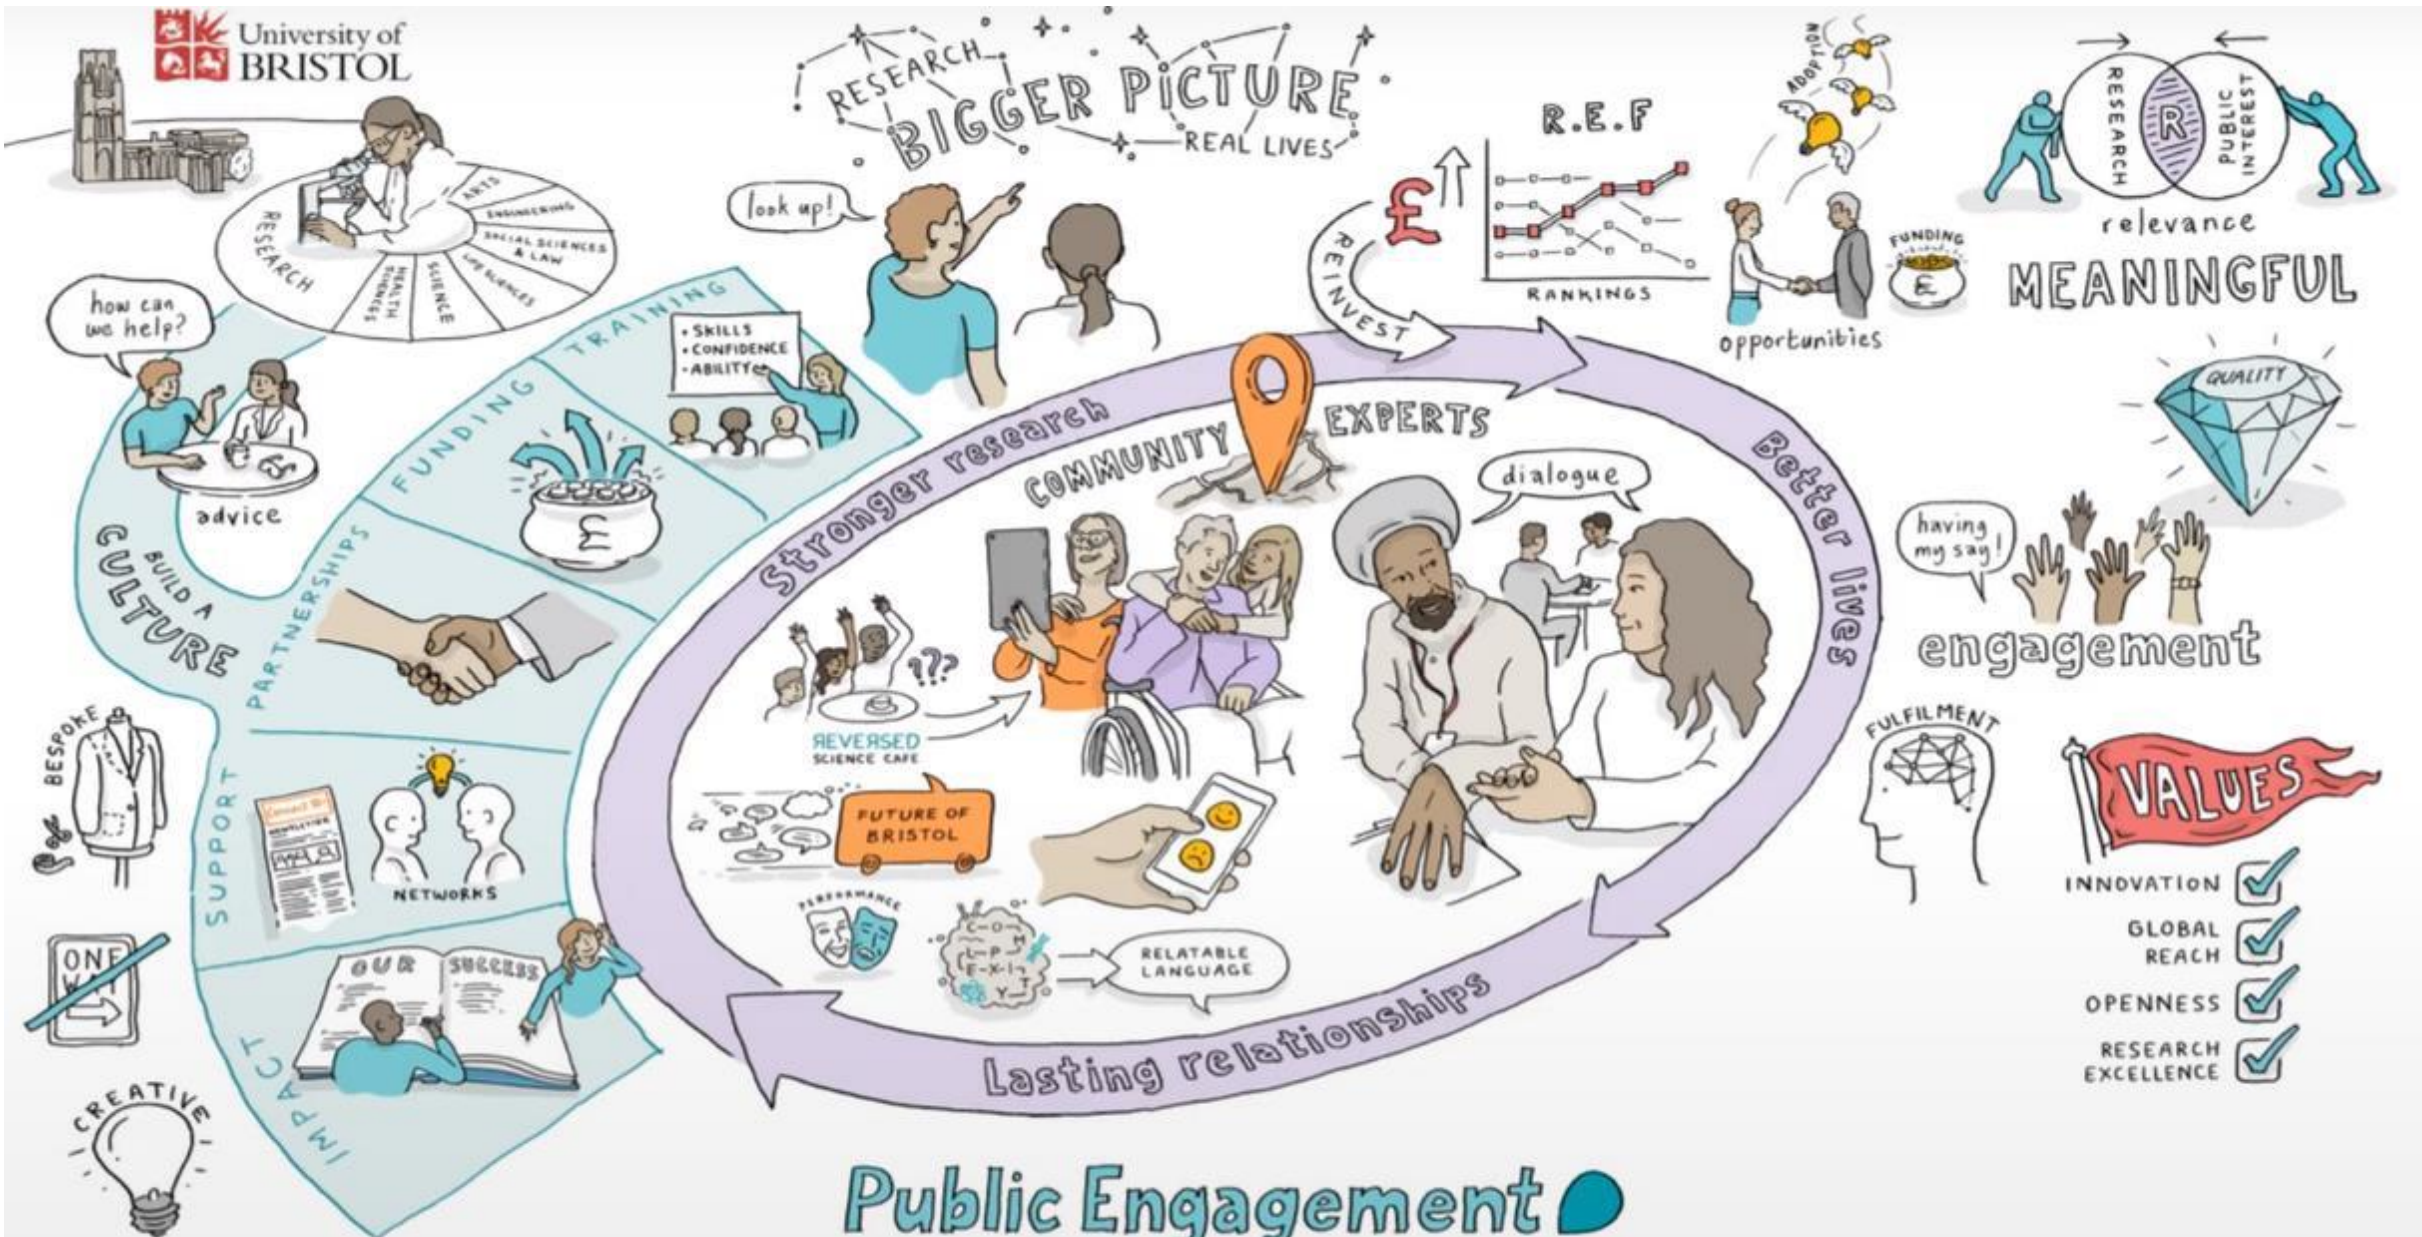 University of
BRISTOL
RESEARCH
ARTS
ENGINEERING
SOCIAL SCIENCES
& LAW
LIFE SCIENCES
SCIENCE
HEALTH
SCIENCES
how can
we help?
advice
BUILD A
CULTURE
TRAINING
• SKILLS
• CONFIDENCE
• ABILITY
FUNDING
£
PARTNERSHIPS
SUPPORT
NEWSLETTER
NETWORKS
IMPACT
OUR SUCCESS
BESPOKE
ONE
WAY
CREATIVE
RESEARCH
BIGGER PICTURE
REAL LIVES
look up!
REINVEST
£
R.E.F
RANKINGS
ADOPTION
opportunities
FUNDING
£
RESEARCH
R
PUBLIC
INTEREST
relevance
MEANINGFUL
QUALITY
having
my say!
engagement
FULFILMENT
VALUES
INNOVATION
GLOBAL
REACH
OPENNESS
RESEARCH
EXCELLENCE
Stronger research
Better lives
Lasting relationships
COMMUNITY
EXPERTS
dialogue
???
REVERSED
SCIENCE CAFE
FUTURE OF
BRISTOL
PERFORMANCE
C-O-M
L-P
E-X-I-T
Y
RELATABLE
LANGUAGE
Public Engagement